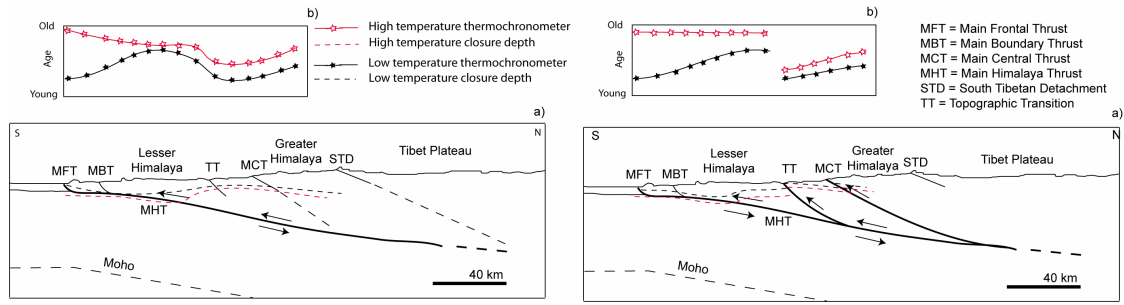 b)
Old
Age
Young
High temperature thermochronometer
High temperature closure depth
Low temperature thermochronometer
Low temperature closure depth
a)
S
N
Greater
Himalaya
Lesser
Himalaya
STD
Tibet Plateau
MFT
MBT
TT
MCT
MHT
Moho
40 km
b)
Old
Age
Young
MFT = Main Frontal Thrust
MBT = Main Boundary Thrust
MCT = Main Central Thrust
MHT = Main Himalaya Thrust
STD = South Tibetan Detachment
TT = Topographic Transition
a)
S
N
Lesser
Himalaya
Greater
Himalaya
STD
Tibet Plateau
MFT
MBT
TT
MCT
MHT
Moho
40 km